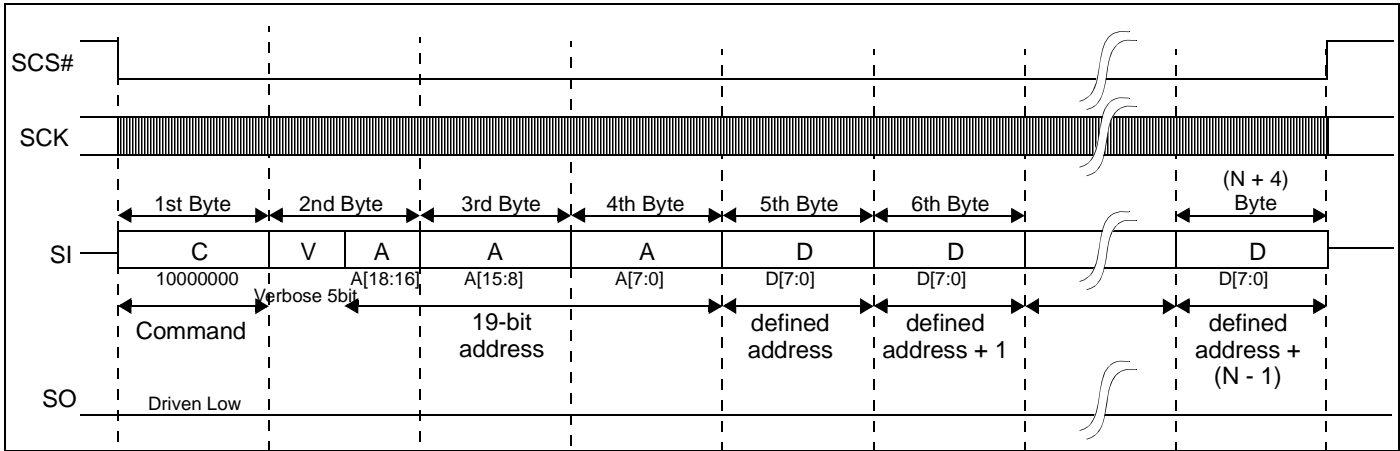 SCS#
SCK
(N + 4)
Byte
1st Byte 2nd Byte 3rd Byte 4th Byte 5th Byte 6th Byte
SI C V A A A D D D
10000000 A[18:16] A[15:8] A[7:0] D[7:0] D[7:0] D[7:0]
Verbose 5bit
Command 19-bit defined defined defined
address address address + 1 address +
(N - 1)
SO Driven Low